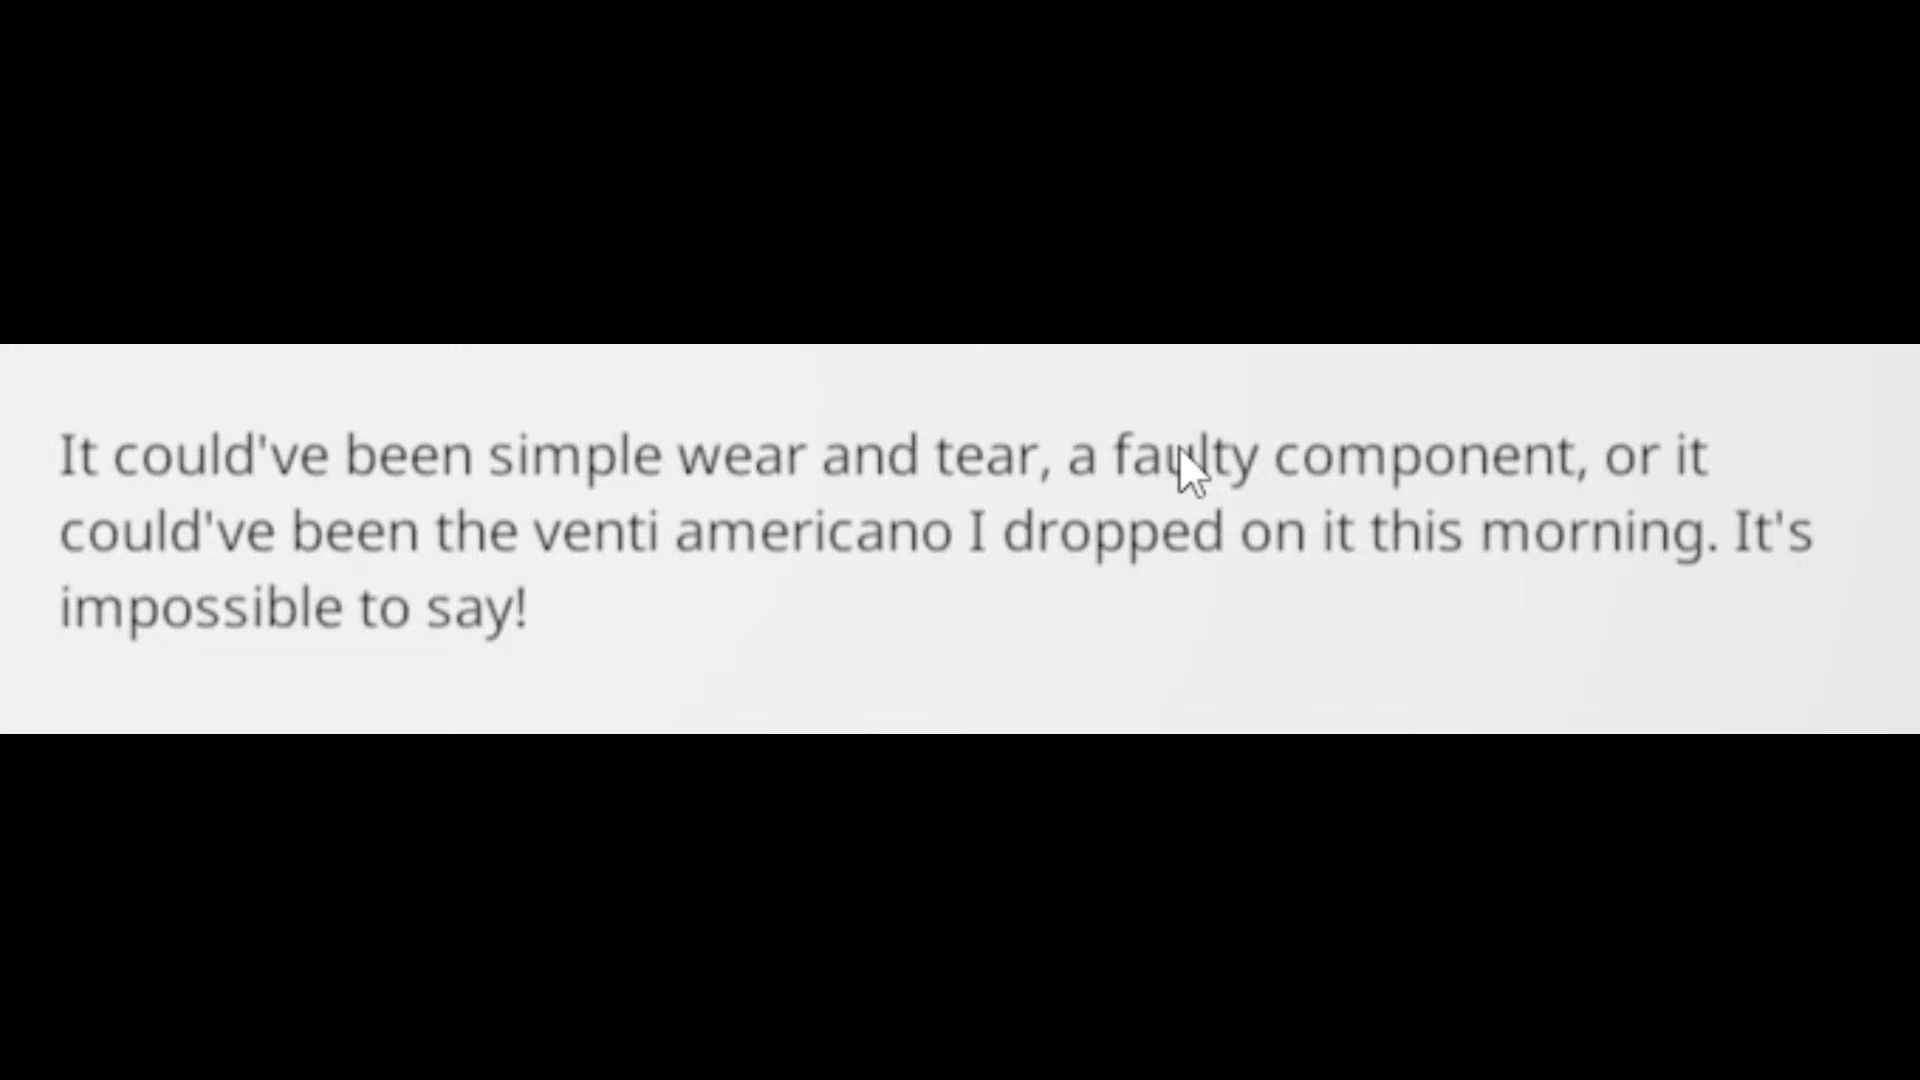 It could've been simple wear and tear, a faulty component, or it
could've been the venti americano I dropped on it this morning. It's
impossible to say!